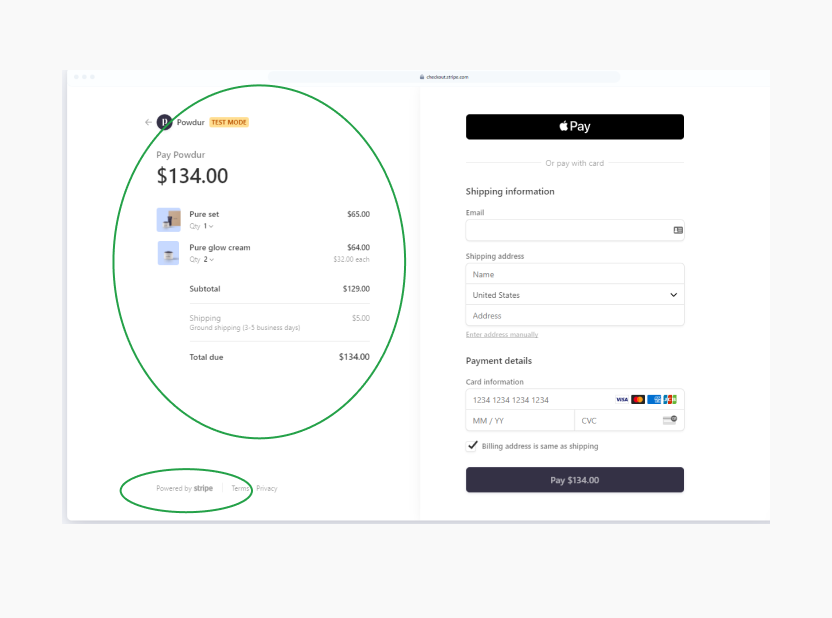 checkout.stripe.com
Powdur TEST MODE
Pay Powdur
$134.00
Pure set $65.00
Qty 1
Pure glow cream $64.00
Qty 2 $32.00 each
Subtotal $129.00
Shipping $5.00
Ground shipping (3-5 business days)
Total due $134.00
Powered by stripe Terms Privacy
Pay
Or pay with card
Shipping information
Email
Shipping address
Name
United States
Address
Enter address manually
Payment details
Card information
1234 1234 1234 1234 VISA
MM / YY CVC
Billing address is same as shipping
Pay $134.00